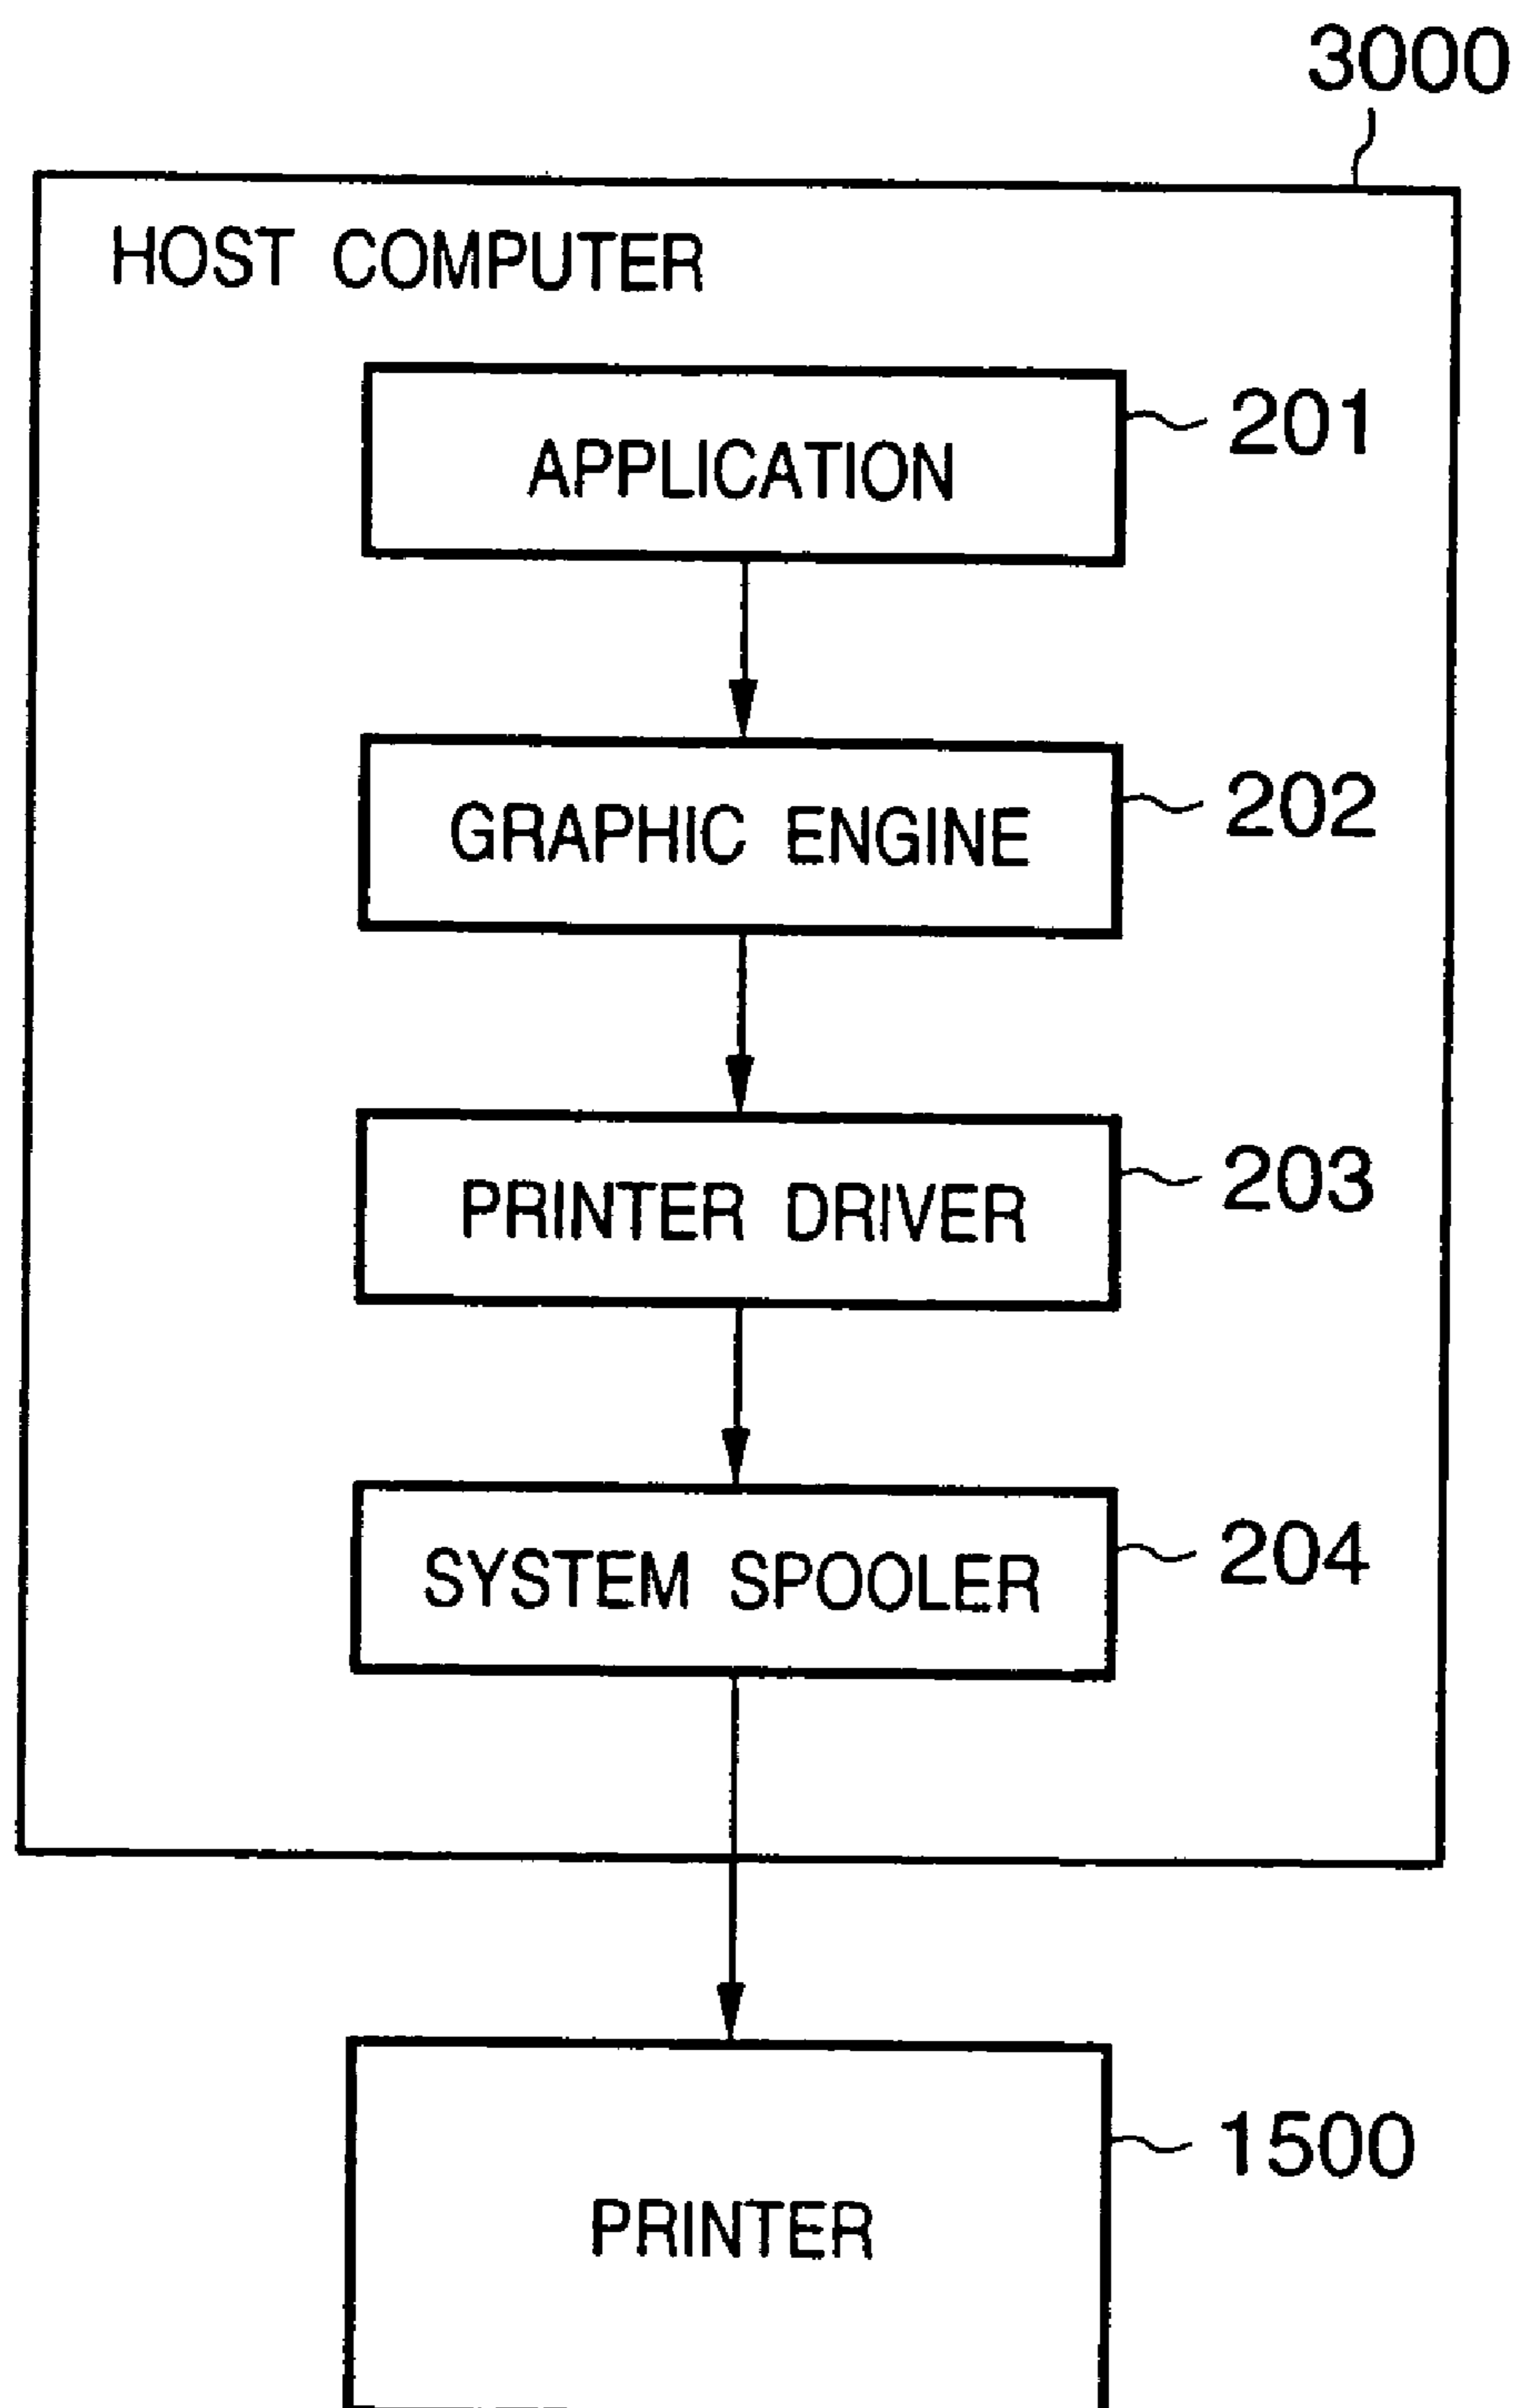 3000
HOST COMPUTER
APPLICATION
201
GRAPHIC ENGINE
202
PRINTER DRIVER
203
SYSTEM SPOOLER
204
1500
PRINTER